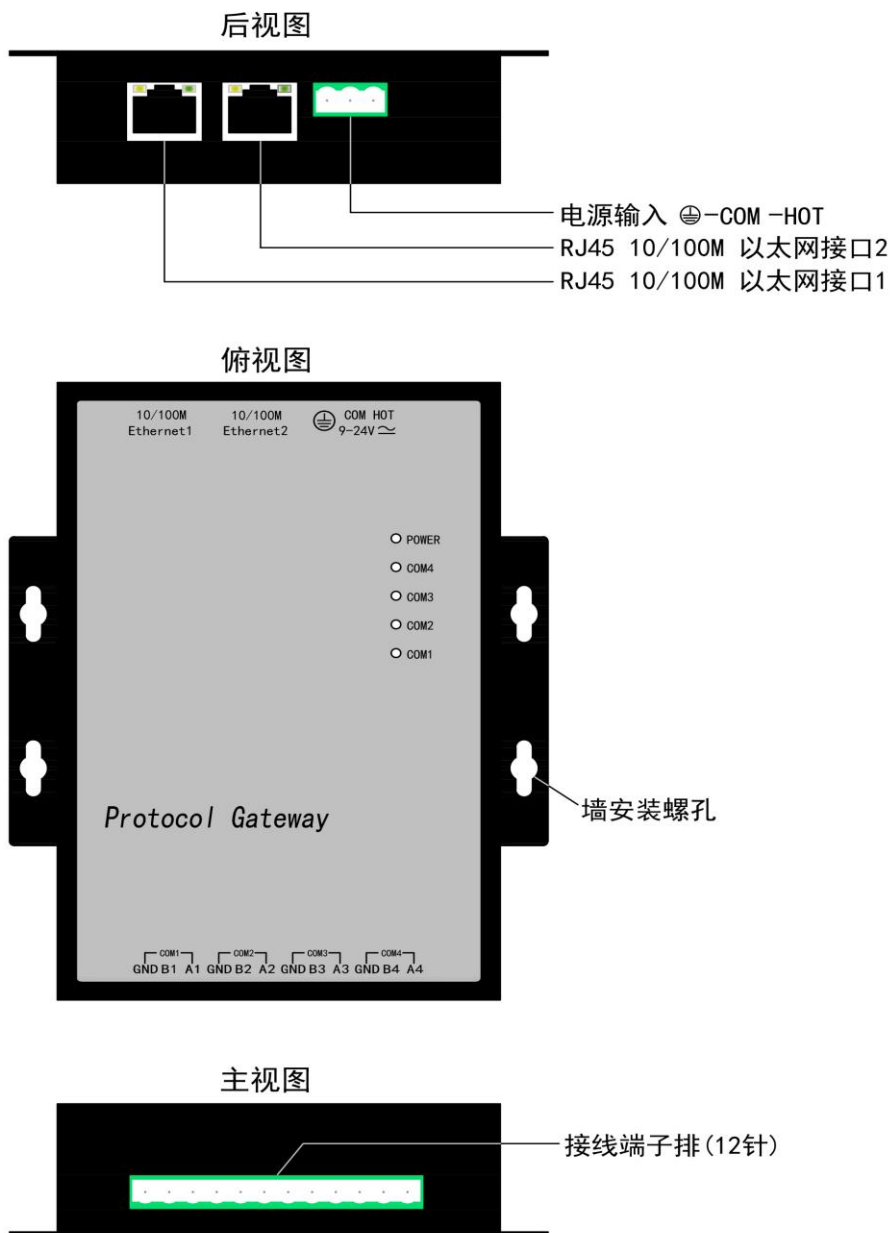 后视图
电源输入 ⏚-COM -HOT
RJ45 10/100M 以太网接口2
RJ45 10/100M 以太网接口1
俯视图
10/100M 10/100M ⏚ COM HOT
Ethernet1 Ethernet2 9-24V ⎓
POWER
COM4
COM3
COM2
COM1
墙安装螺孔
Protocol Gateway
COM1 COM2 COM3 COM4
GND B1 A1 GND B2 A2 GND B3 A3 GND B4 A4
主视图
接线端子排(12针)